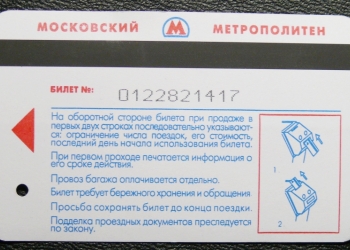 МОСКОВСКИЙ М МЕТРОПОЛИТЕН
БИЛЕТ №: 0122821417
На оборотной стороне билета при продаже в
первых двух строках последовательно указывают-
ся: ограничение числа поездок, его стоимость,
последний день начала использования билета.
При первом проходе печатается информация о
его сроке действия.
Провоз багажа оплачивается отдельно.
Билет требует бережного хранения и обращения
Просьба сохранять билет до конца поездки.
Подделка проездных документов преследуется
по закону.
1
2